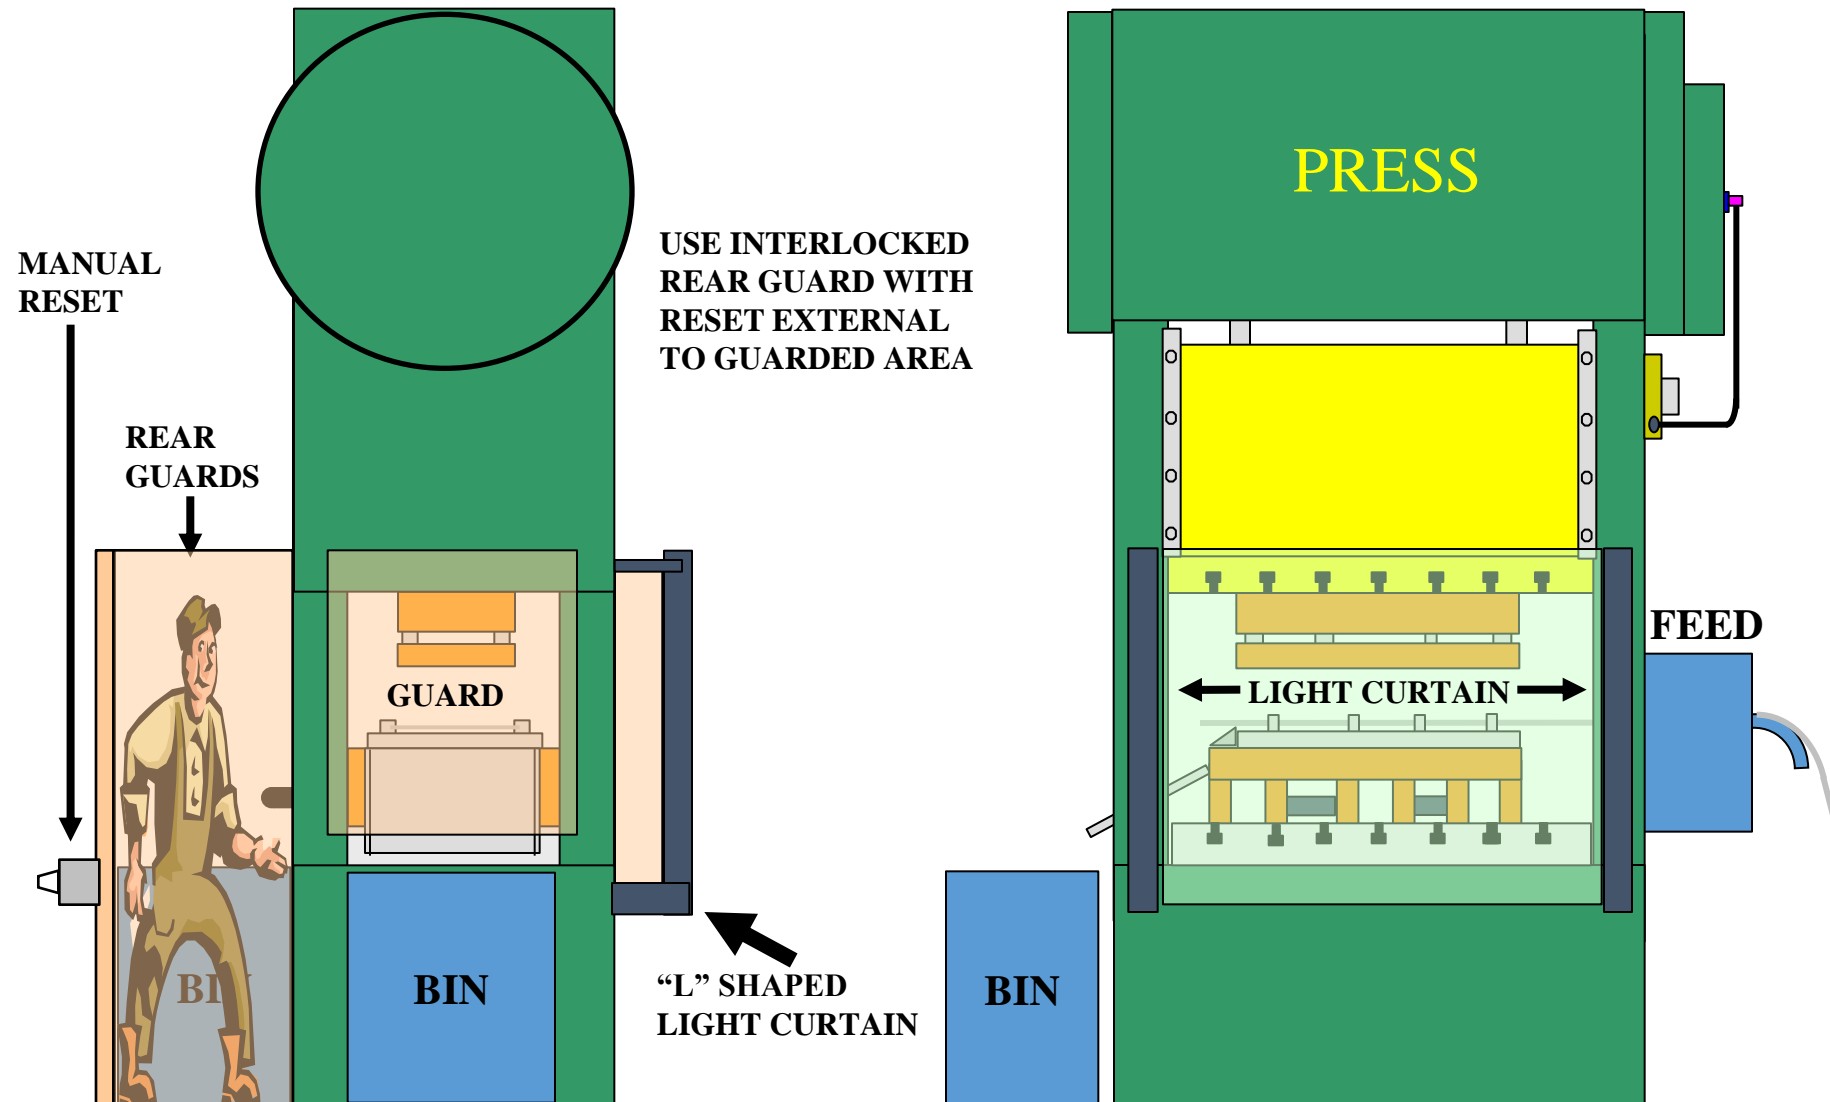 PRESS
MANUAL
RESET
USE INTERLOCKED
REAR GUARD WITH
RESET EXTERNAL
TO GUARDED AREA
REAR
GUARDS
FEED
GUARD
LIGHT CURTAIN
BIN
BIN
BIN
“L” SHAPED
LIGHT CURTAIN